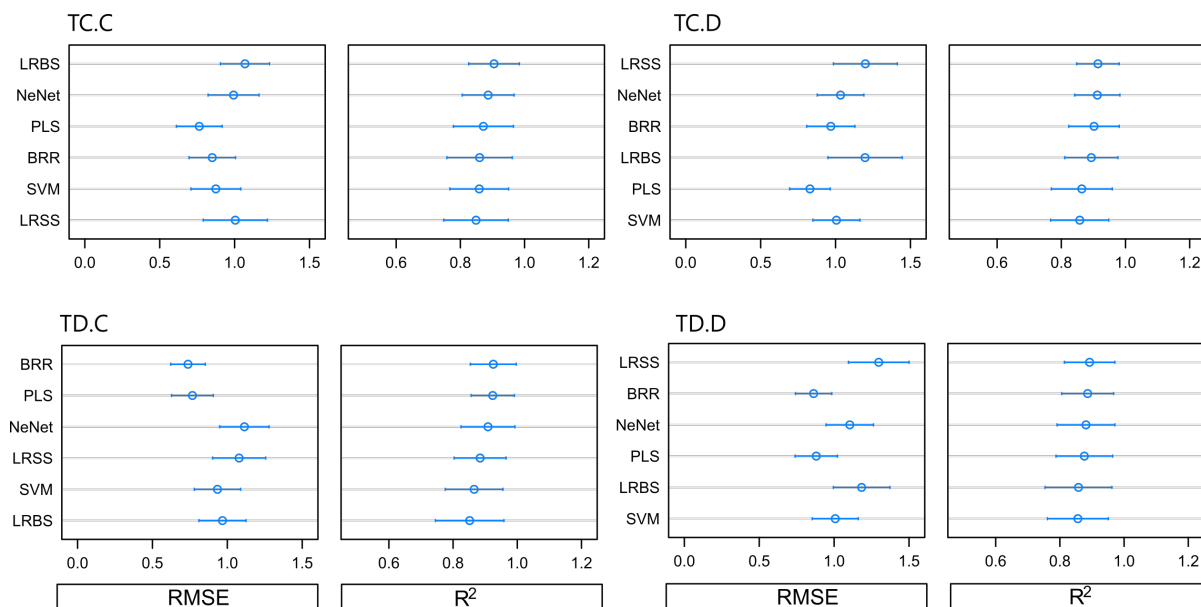 TC.C
LRBS
NeNet
PLS
BRR
SVM
LRSS
0.0 0.5 1.0 1.5
0.6 0.8 1.0 1.2
TC.D
LRSS
NeNet
BRR
LRBS
PLS
SVM
0.0 0.5 1.0 1.5
0.6 0.8 1.0 1.2
TD.C
BRR
PLS
NeNet
LRSS
SVM
LRBS
0.0 0.5 1.0 1.5
0.6 0.8 1.0 1.2
RMSE
R²
TD.D
LRSS
BRR
NeNet
PLS
LRBS
SVM
0.0 0.5 1.0 1.5
0.6 0.8 1.0 1.2
RMSE
R²